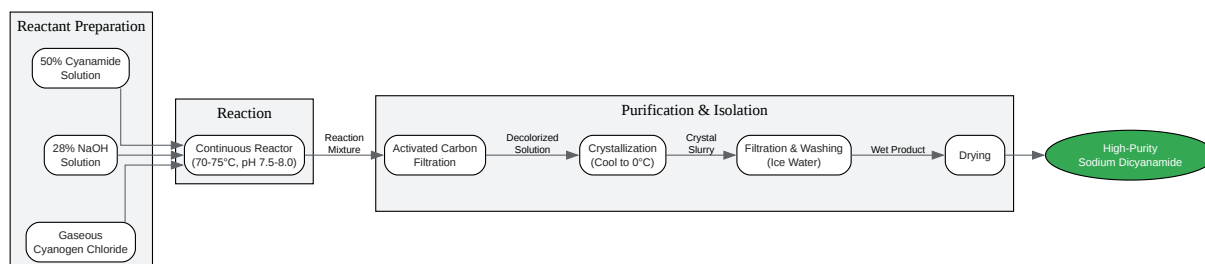 Reactant Preparation
50% Cyanamide
Solution
28% NaOH
Solution
Gaseous
Cyanogen Chloride
Reaction
Continuous Reactor
(70-75°C, pH 7.5-8.0)
Reaction
Mixture
Purification & Isolation
Activated Carbon
Filtration
Decolorized
Solution
Crystallization
(Cool to 0°C)
Crystal
Slurry
Filtration & Washing
(Ice Water)
Wet Product
Drying
High-Purity
Sodium Dicyanamide